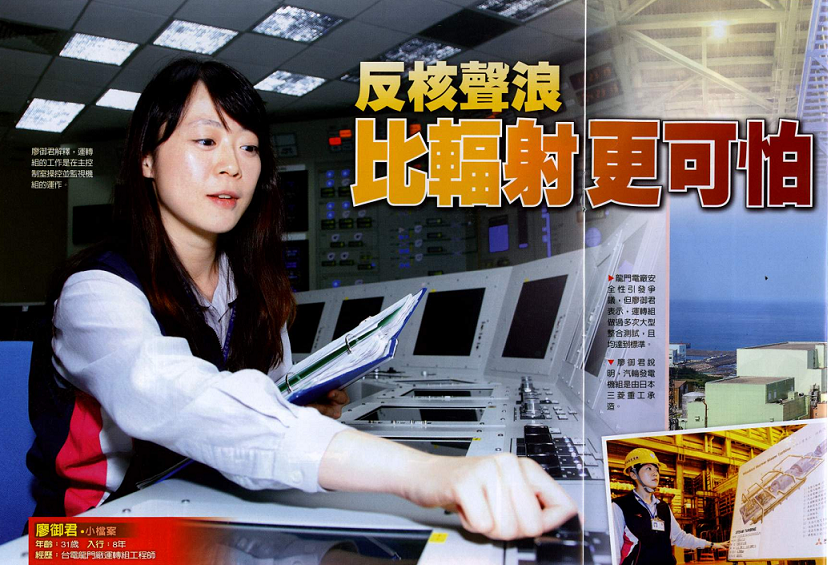 反核聲浪
比輻射更可怕
廖御君解釋,運轉
組的工作是在主控
制室操控並監視機
組的運作。
▶龍門電廠安
全性引發爭
議,但廖御君
表示,運轉組
做過多次大型
整合測試,且
均達到標準。
▼廖御君說
明,汽輪發電
機組是由日本
三菱重工承
造。
廖御君•小檔案
年齡:31歲 入行:8年
經歷:台電龍門廠運轉組工程師